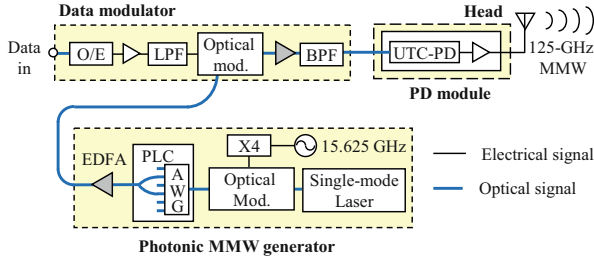 Data modulator
Head
Data
in
O/E
LPF
Optical
mod.
BPF
UTC-PD
125-GHz
MMW
PD module
EDFA
PLC
A
W
G
X4
15.625 GHz
Optical
Mod.
Single-mode
Laser
Electrical signal
Optical signal
Photonic MMW generator